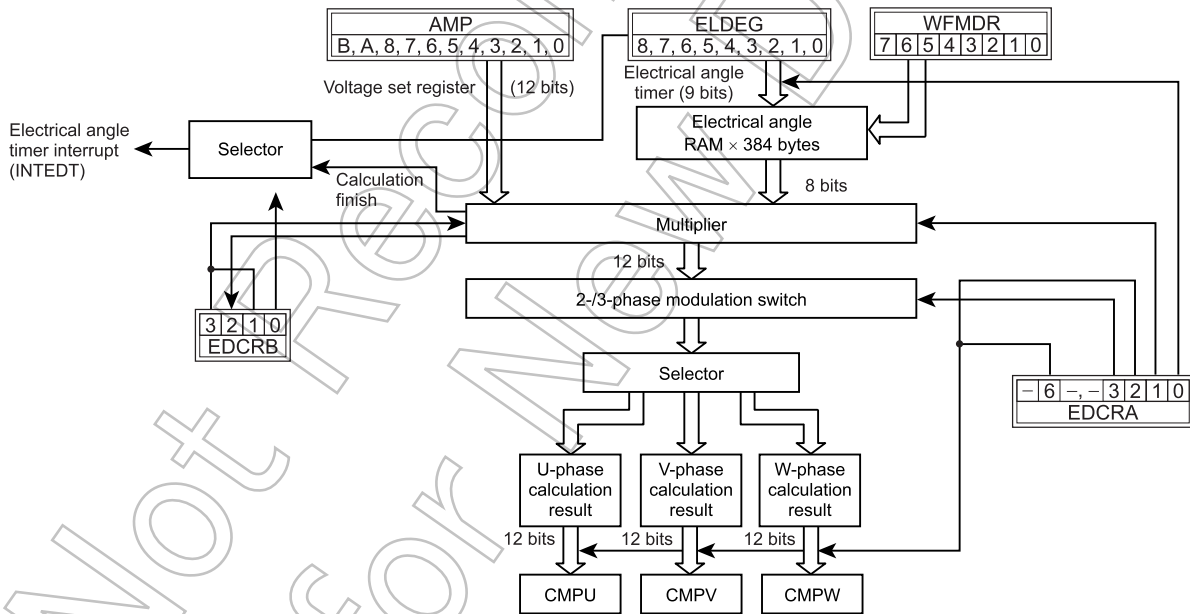 AMP
B, A, 8, 7, 6, 5, 4, 3, 2, 1, 0
ELDEG
8, 7, 6, 5, 4, 3, 2, 1, 0
WFMDR
7 6 5 4 3 2 1 0
Voltage set register
(12 bits)
Electrical angle
timer (9 bits)
Electrical angle
RAM × 384 bytes
Electrical angle
timer interrupt
(INTEDT)
Selector
Calculation
finish
8 bits
Multiplier
12 bits
2-/3-phase modulation switch
3 2 1 0
EDCRB
Selector
– 6 –, – 3 2 1 0
EDCRA
U-phase
calculation
result
V-phase
calculation
result
W-phase
calculation
result
12 bits
12 bits
12 bits
CMPU
CMPV
CMPW
Not
for New